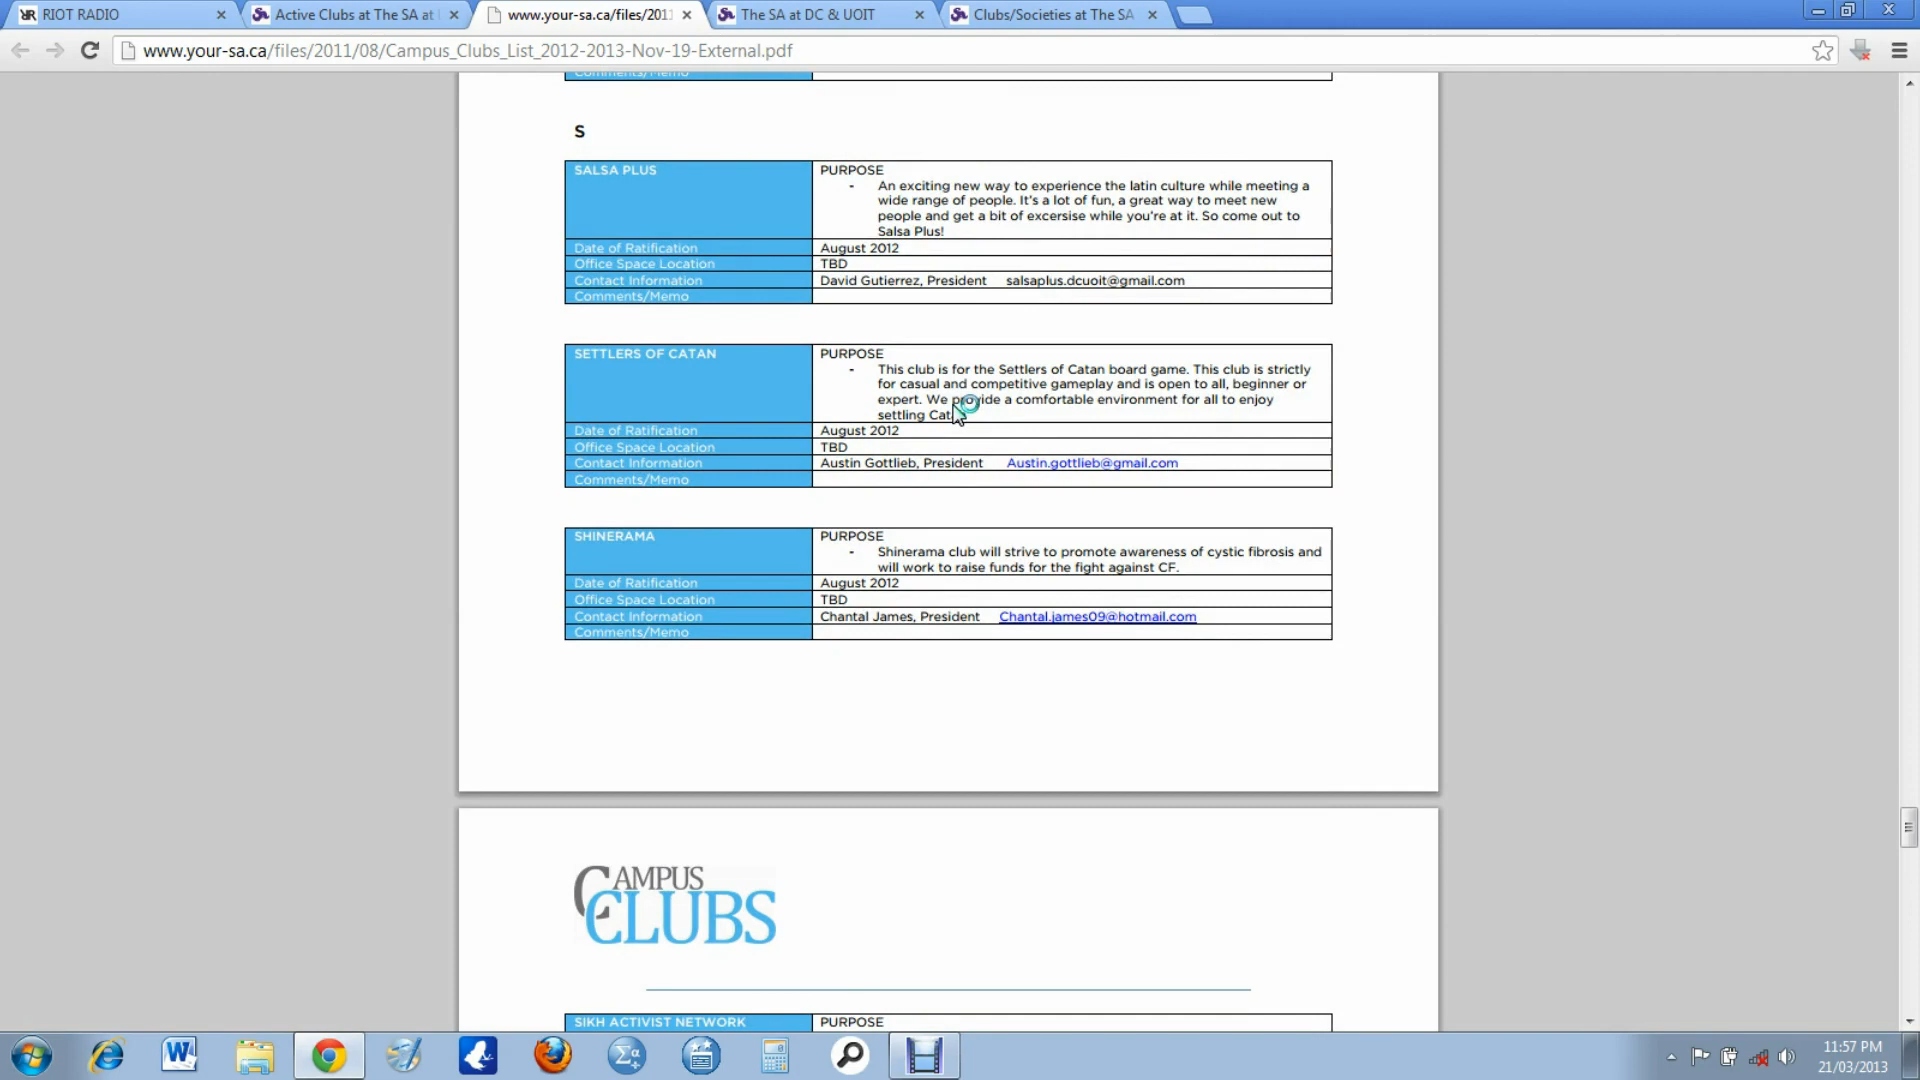 RIOT RADIO
Active Clubs at The SA at
www.your-sa.ca/files/201
The SA at DC & UOIT
Clubs/Societies at The SA
www.your-sa.ca/files/2011/08/Campus_Clubs_List_2012-2013-Nov-19-External.pdf
Comments/Memo
S
SALSA PLUS
PURPOSE
- An exciting new way to experience the latin culture while meeting a
wide range of people. It's a lot of fun, a great way to meet new
people and get a bit of excersise while you're at it. So come out to
Salsa Plus!
Date of Ratification August 2012
Office Space Location TBD
Contact Information David Gutierrez, President salsaplus.dcuoit@gmail.com
Comments/Memo
SETTLERS OF CATAN
PURPOSE
- This club is for the Settlers of Catan board game. This club is strictly
for casual and competitive gameplay and is open to all, beginner or
expert. We provide a comfortable environment for all to enjoy
settling
Date of Ratification August 2012
Office Space Location TBD
Contact Information Austin Gottlieb, President Austin.gottlieb@gmail.com
Comments/Memo
SHINERAMA
PURPOSE
- Shinerama club will strive to promote awareness of cystic fibrosis and
will work to raise funds for the fight against CF.
Date of Ratification August 2012
Office Space Location TBD
Contact Information Chantal James, President Chantal.james09@hotmail.com
Comments/Memo
CAMPUS
CLUBS
SIKH ACTIVIST NETWORK PURPOSE
11:57 PM
21/03/2013